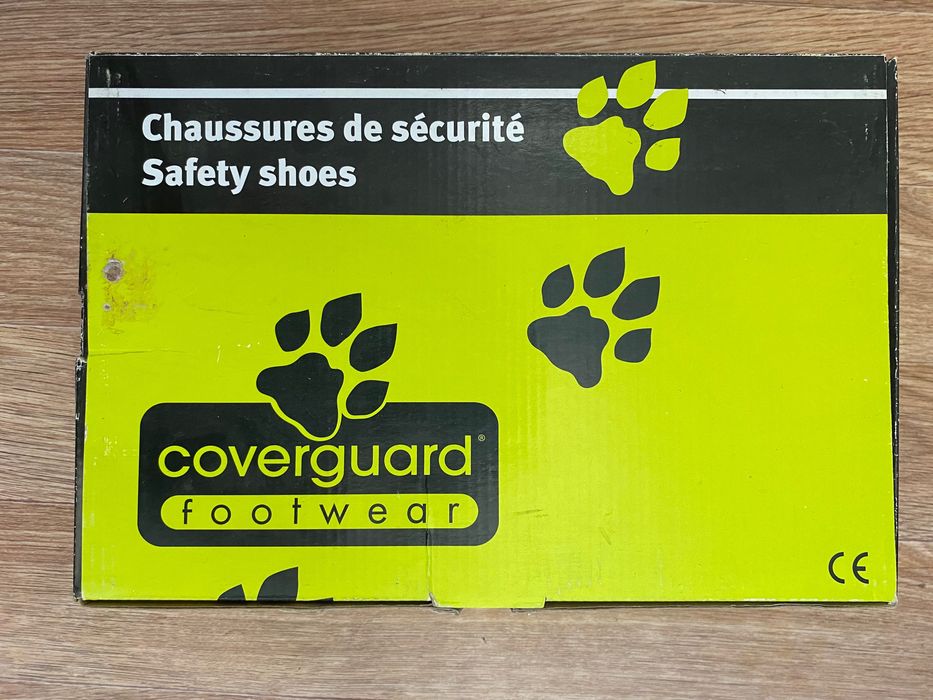 Chaussures de sécurité
Safety shoes
coverguard®
footwear
CE